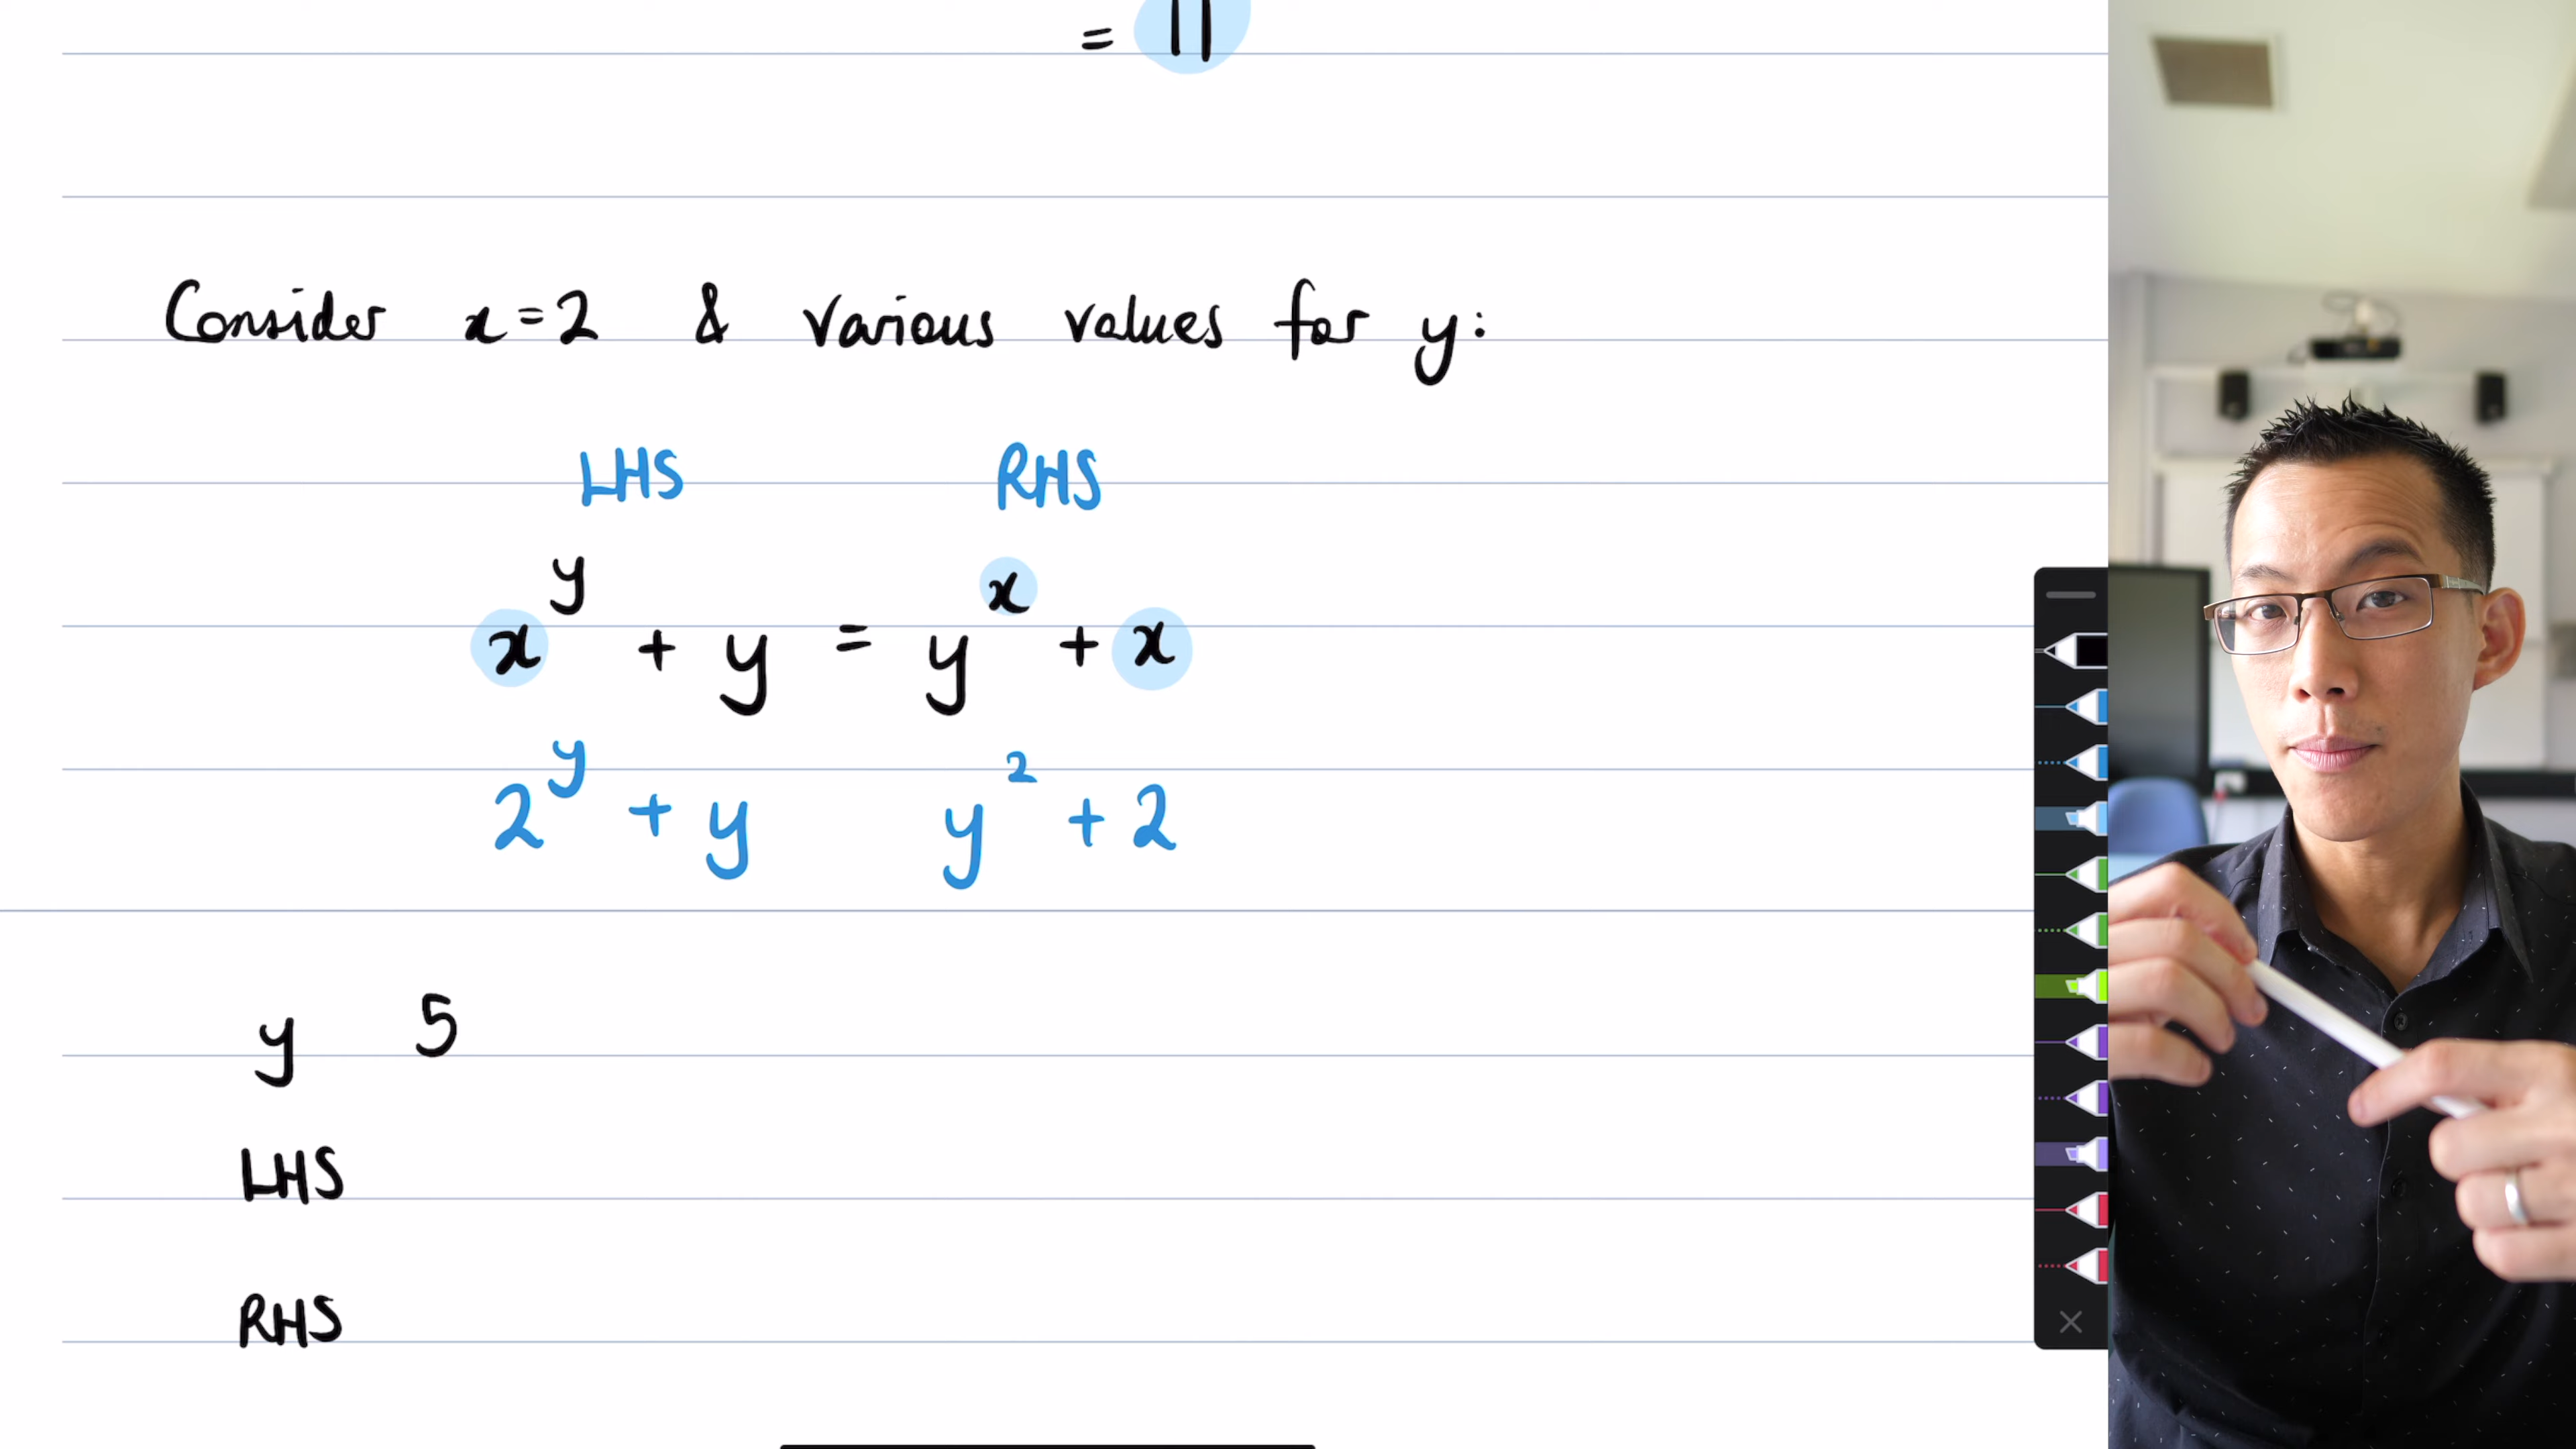 = 11
Consider x=2 & various values for y:
LHS RHS
x^y + y = y^x + x
2^y + y y^2 + 2
y 5
LHS
RHS